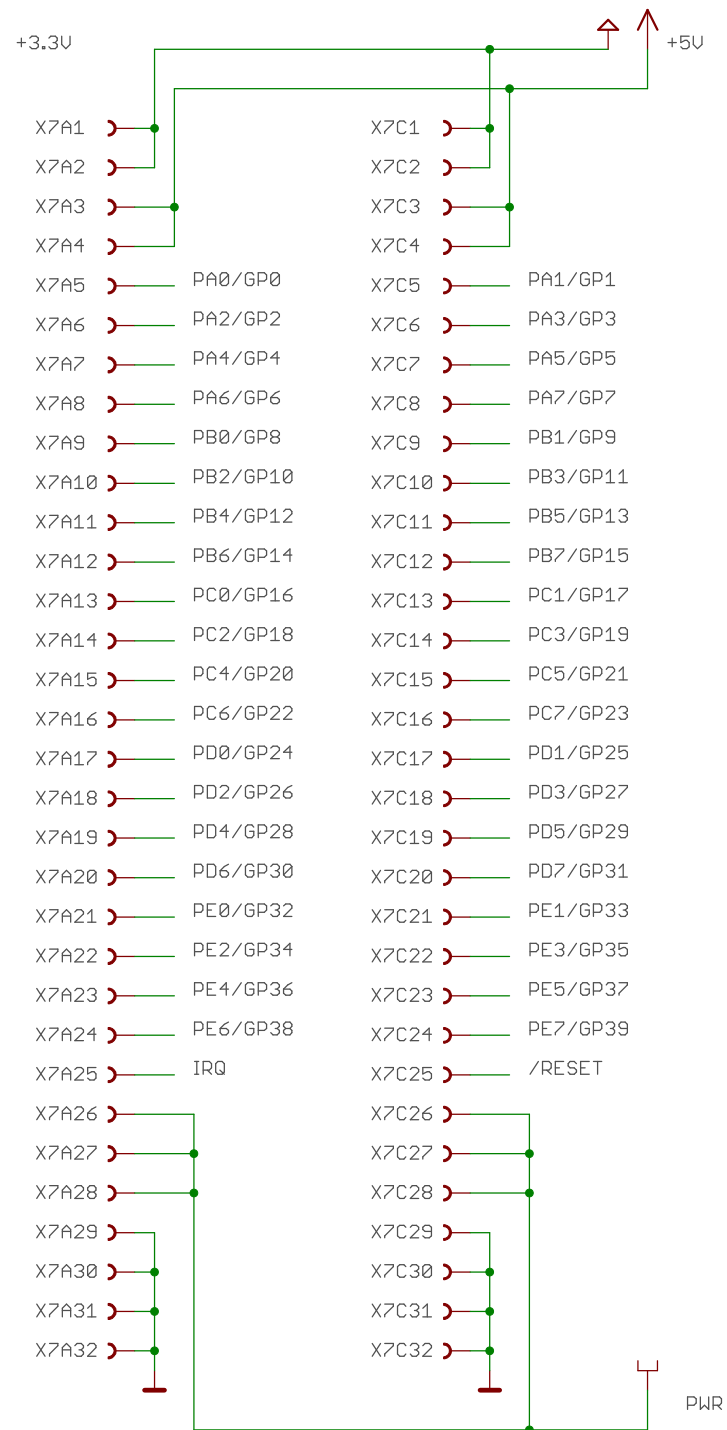 +3.3V +5V
X7A1 X7C1
X7A2 X7C2
X7A3 X7C3
X7A4 X7C4
X7A5 PA0/GP0 X7C5 PA1/GP1
X7A6 PA2/GP2 X7C6 PA3/GP3
X7A7 PA4/GP4 X7C7 PA5/GP5
X7A8 PA6/GP6 X7C8 PA7/GP7
X7A9 PB0/GP8 X7C9 PB1/GP9
X7A10 PB2/GP10 X7C10 PB3/GP11
X7A11 PB4/GP12 X7C11 PB5/GP13
X7A12 PB6/GP14 X7C12 PB7/GP15
X7A13 PC0/GP16 X7C13 PC1/GP17
X7A14 PC2/GP18 X7C14 PC3/GP19
X7A15 PC4/GP20 X7C15 PC5/GP21
X7A16 PC6/GP22 X7C16 PC7/GP23
X7A17 PD0/GP24 X7C17 PD1/GP25
X7A18 PD2/GP26 X7C18 PD3/GP27
X7A19 PD4/GP28 X7C19 PD5/GP29
X7A20 PD6/GP30 X7C20 PD7/GP31
X7A21 PE0/GP32 X7C21 PE1/GP33
X7A22 PE2/GP34 X7C22 PE3/GP35
X7A23 PE4/GP36 X7C23 PE5/GP37
X7A24 PE6/GP38 X7C24 PE7/GP39
X7A25 IRQ X7C25 /RESET
X7A26 X7C26
X7A27 X7C27
X7A28 X7C28
X7A29 X7C29
X7A30 X7C30
X7A31 X7C31
X7A32 X7C32
PWR